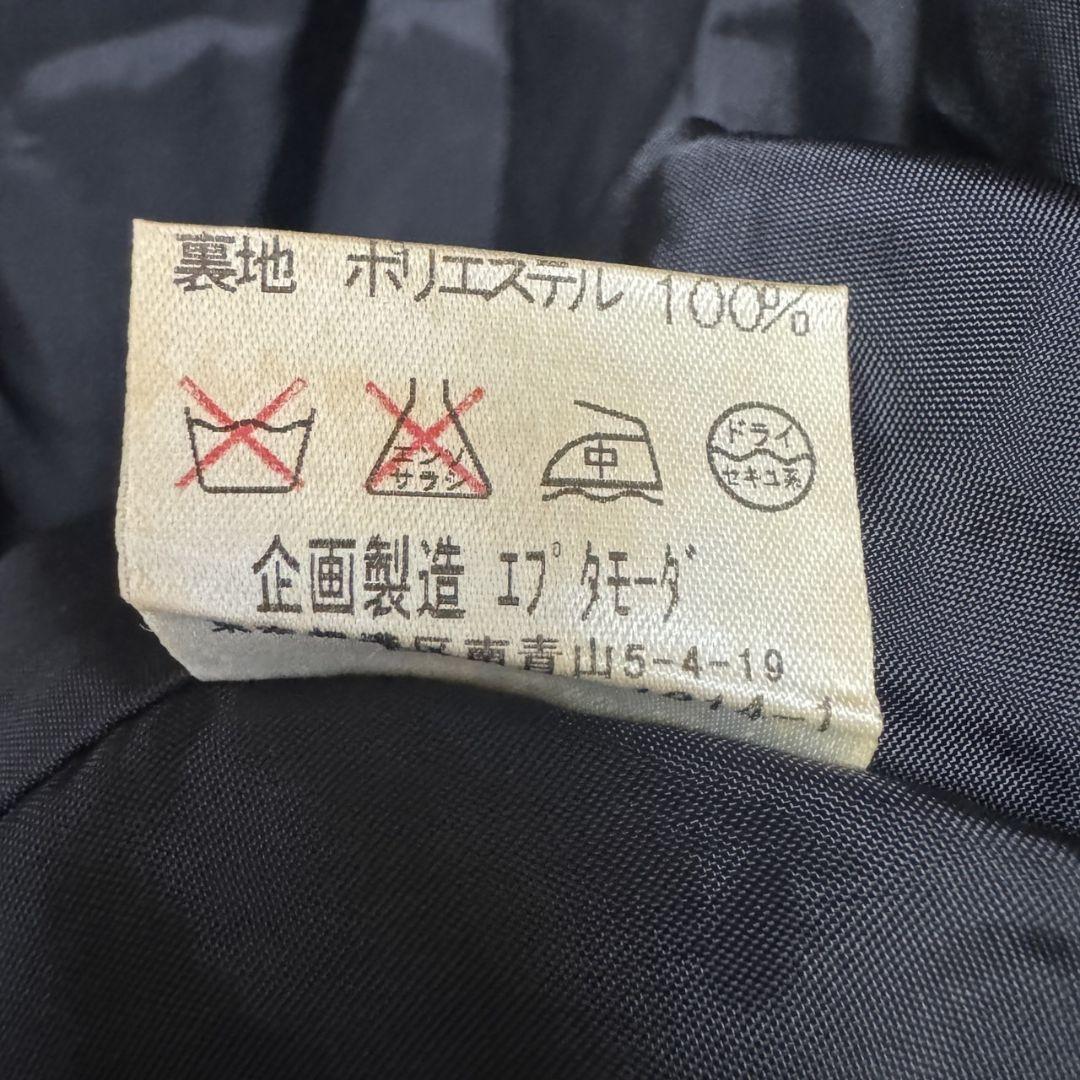 裏地 ポリエステル 100%
エンソ
サラシ
中
ドライ
セキユ系
企画製造 エプタモーダ
区東青山5-4-19